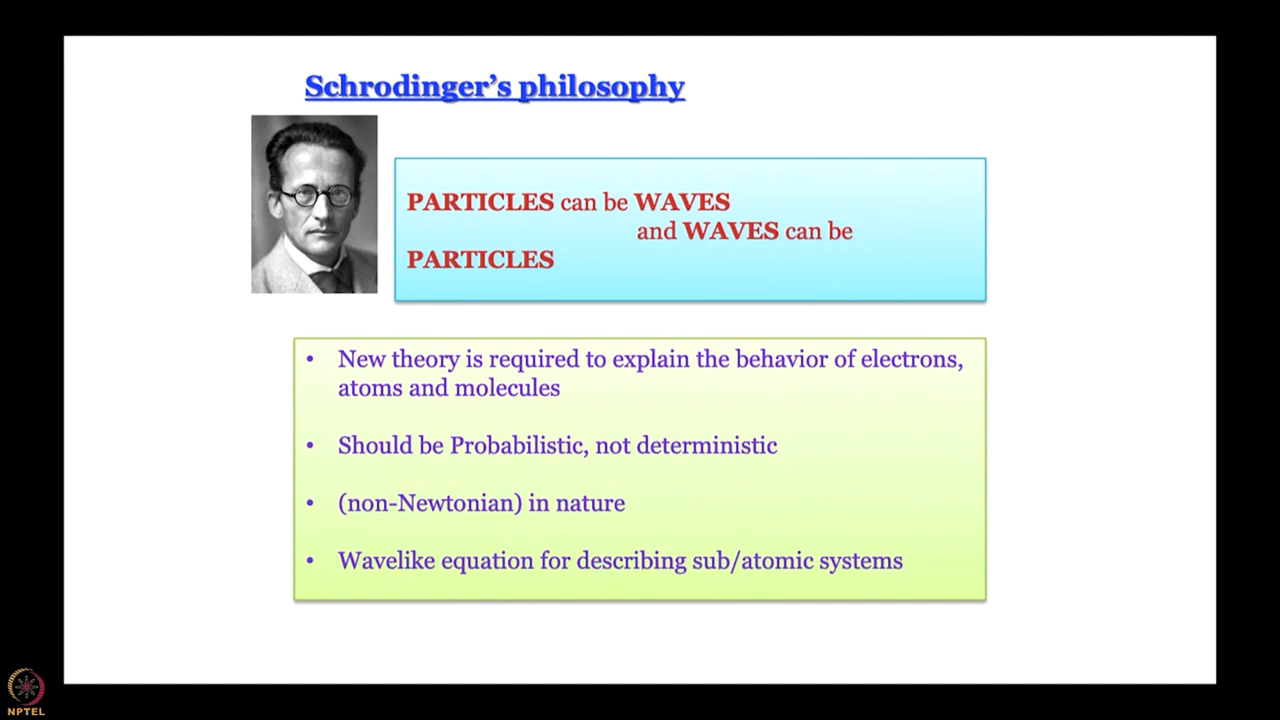 Schrodinger's philosophy
PARTICLES can be WAVES
and WAVES can be
PARTICLES
• New theory is required to explain the behavior of electrons,
atoms and molecules
• Should be Probabilistic, not deterministic
• (non-Newtonian) in nature
• Wavelike equation for describing sub/atomic systems
NPTEL